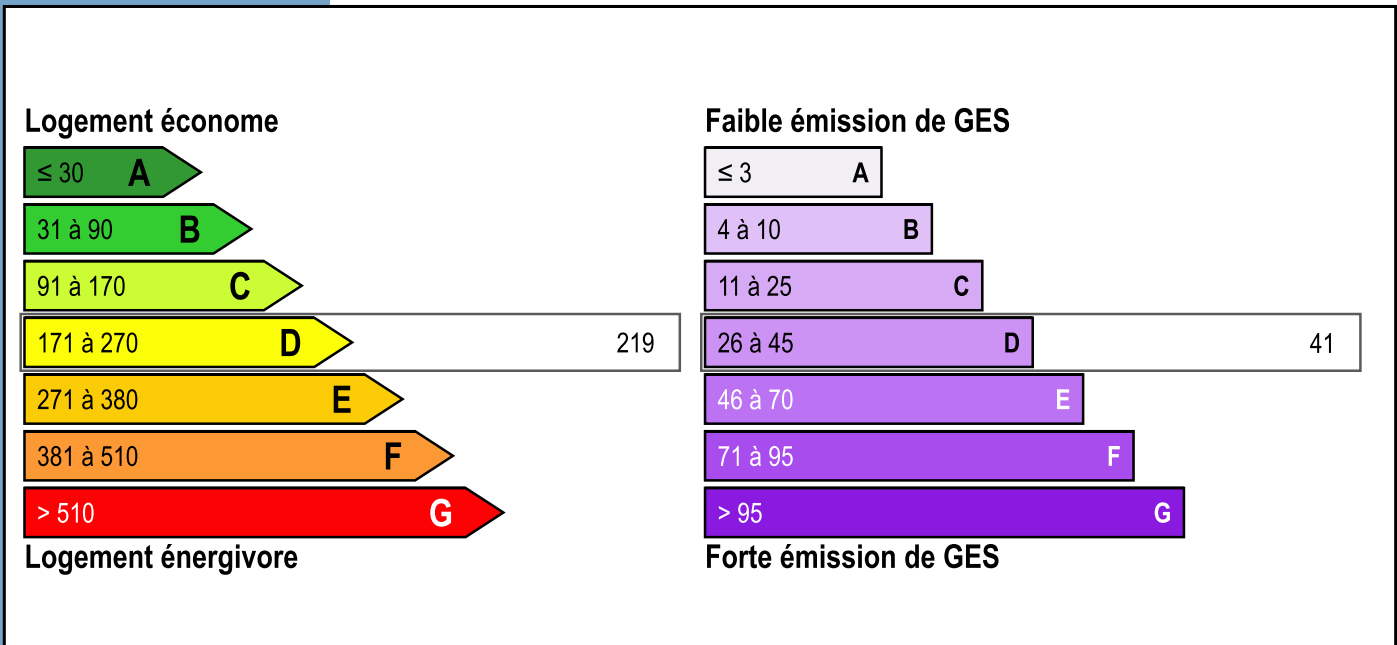 Logement économe
≤ 30 A
31 à 90 B
91 à 170 C
171 à 270 D 219
271 à 380 E
381 à 510 F
> 510 G
Logement énergivore
Faible émission de GES
≤ 3 A
4 à 10 B
11 à 25 C
26 à 45 D 41
46 à 70 E
71 à 95 F
> 95 G
Forte émission de GES